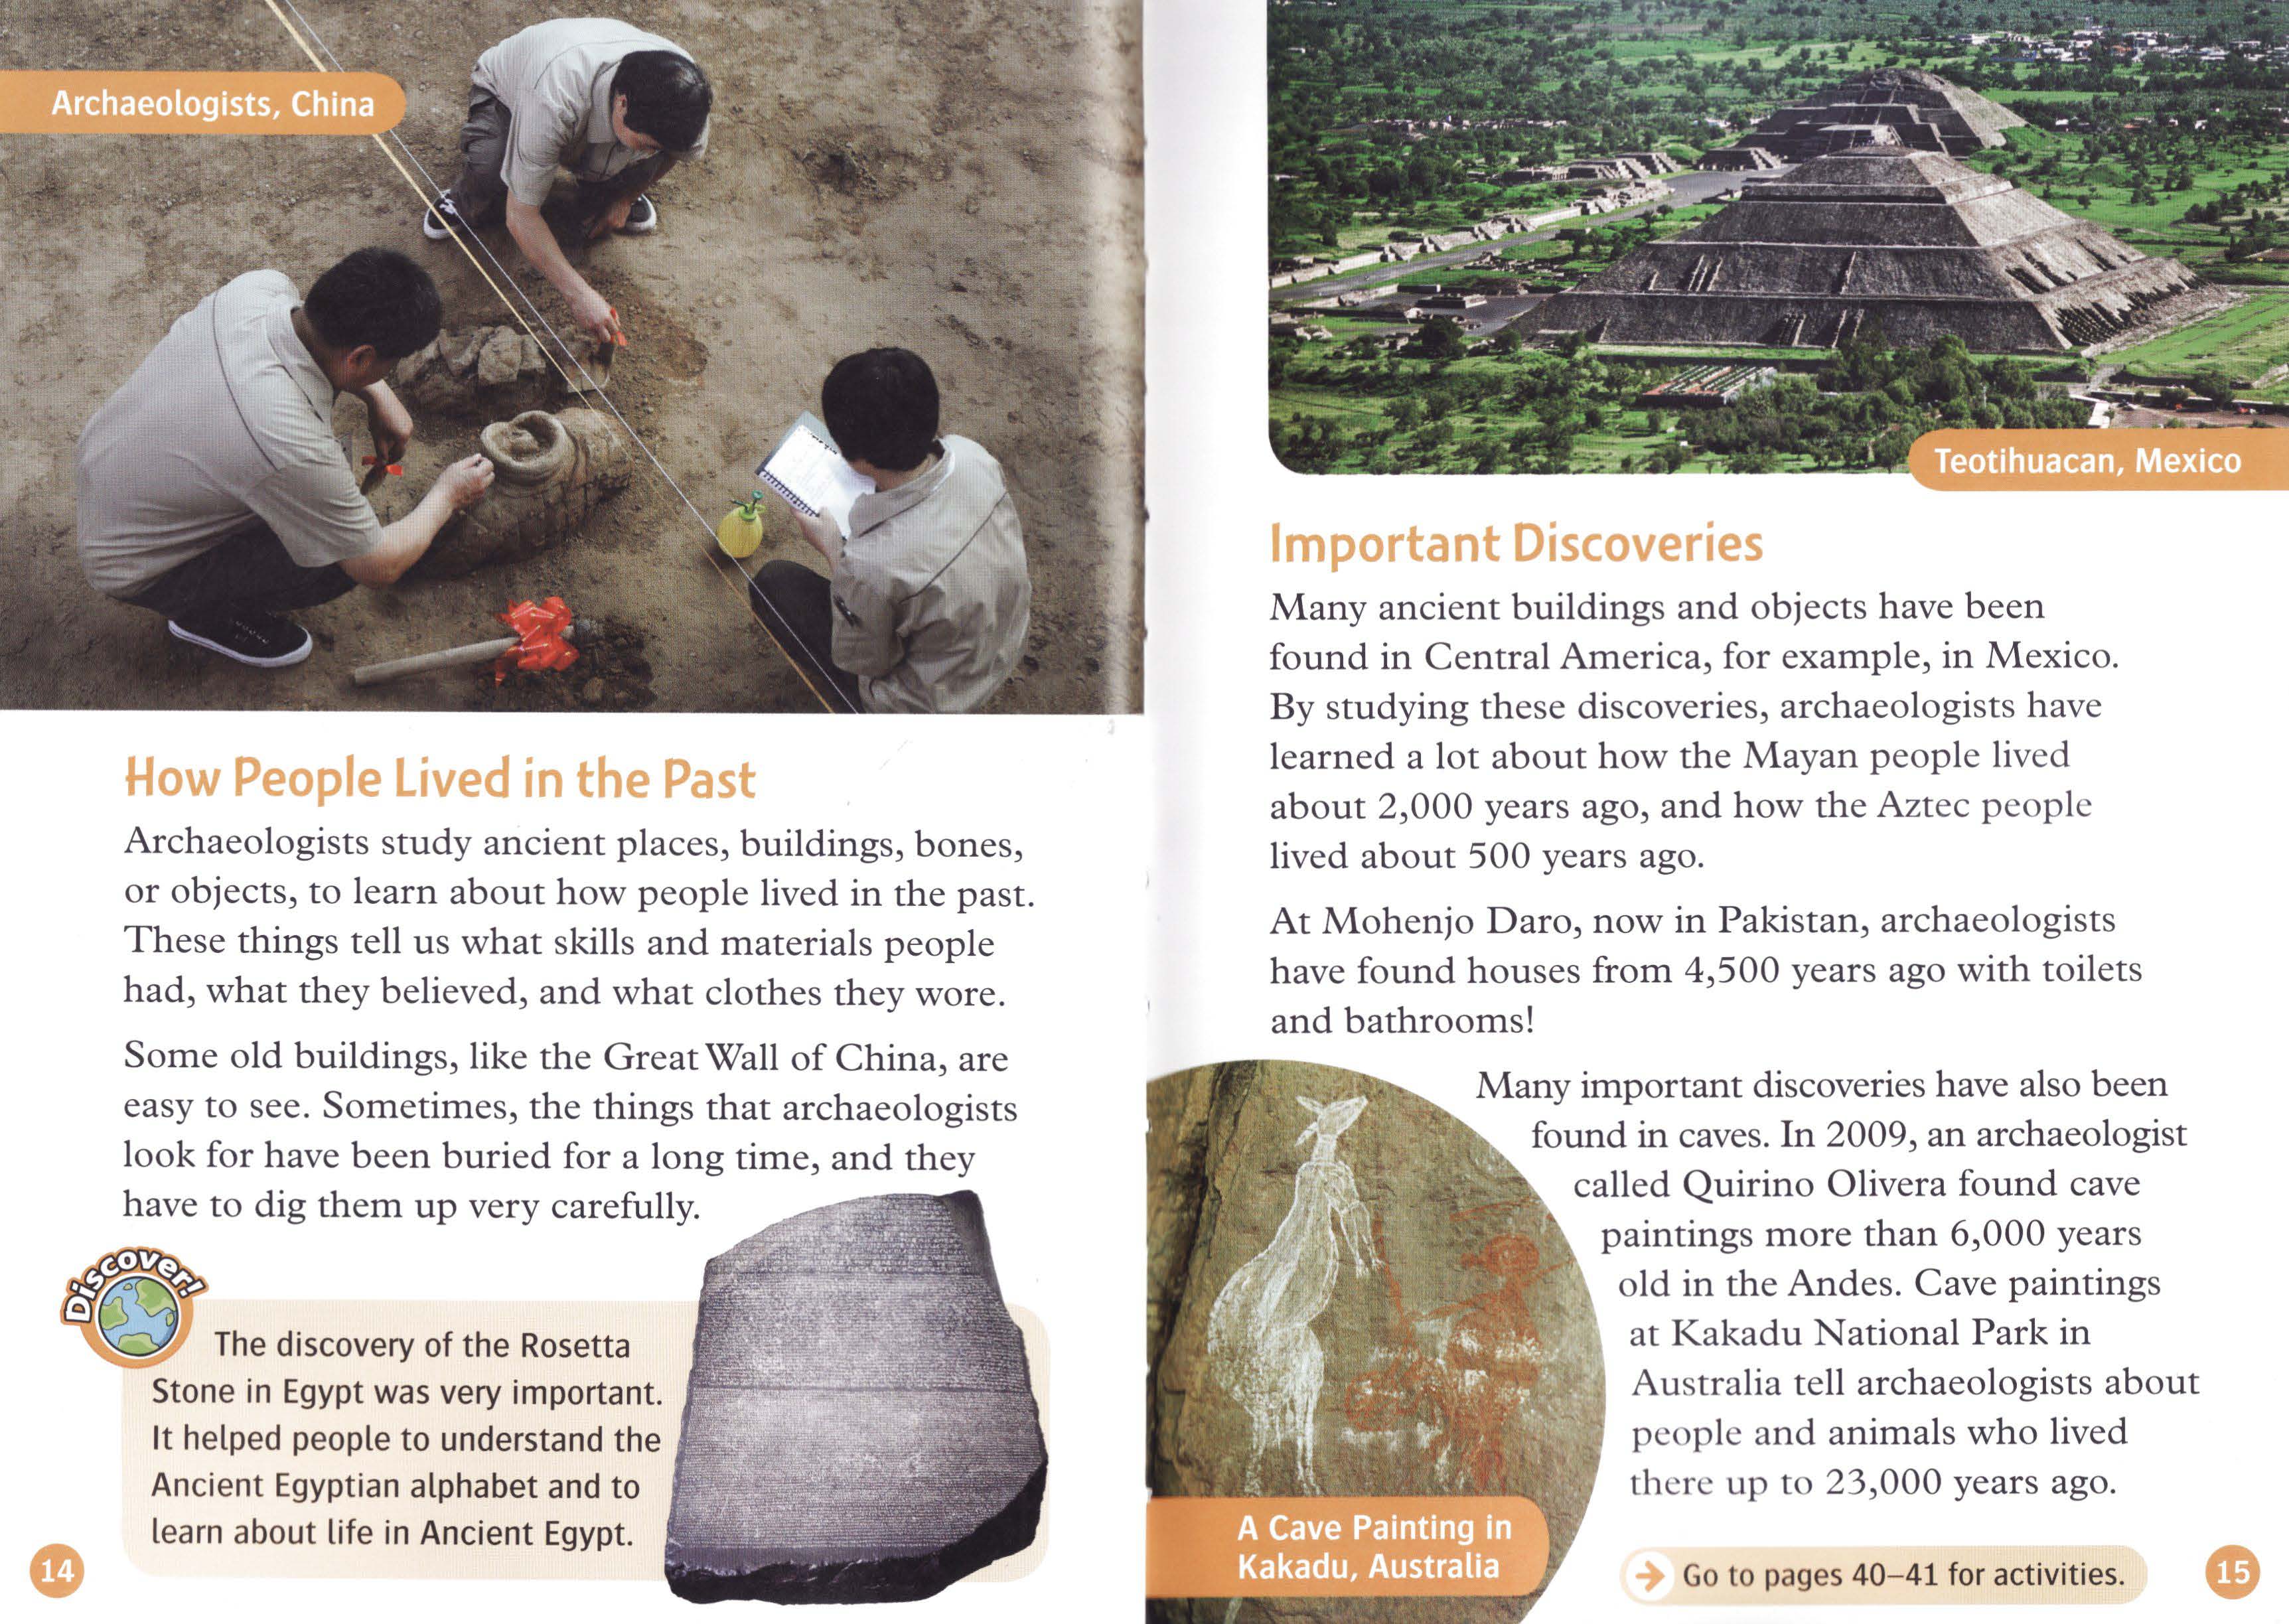 Archaeologists, China
How People Lived in the Past
Archaeologists study ancient places, buildings, bones,
or objects, to learn about how people lived in the past.
These things tell us what skills and materials people
had, what they believed, and what clothes they wore.
Some old buildings, like the Great Wall of China, are
easy to see. Sometimes, the things that archaeologists
look for have been buried for a long time, and they
have to dig them up very carefully.
Discover!
The discovery of the Rosetta
Stone in Egypt was very important.
It helped people to understand the
Ancient Egyptian alphabet and to
learn about life in Ancient Egypt.
14
Teotihuacan, Mexico
Important Discoveries
Many ancient buildings and objects have been
found in Central America, for example, in Mexico.
By studying these discoveries, archaeologists have
learned a lot about how the Mayan people lived
about 2,000 years ago, and how the Aztec people
lived about 500 years ago.
At Mohenjo Daro, now in Pakistan, archaeologists
have found houses from 4,500 years ago with toilets
and bathrooms!
Many important discoveries have also been
found in caves. In 2009, an archaeologist
called Quirino Olivera found cave
paintings more than 6,000 years
old in the Andes. Cave paintings
at Kakadu National Park in
Australia tell archaeologists about
people and animals who lived
there up to 23,000 years ago.
A Cave Painting in
Kakadu, Australia
Go to pages 40–41 for activities.
15